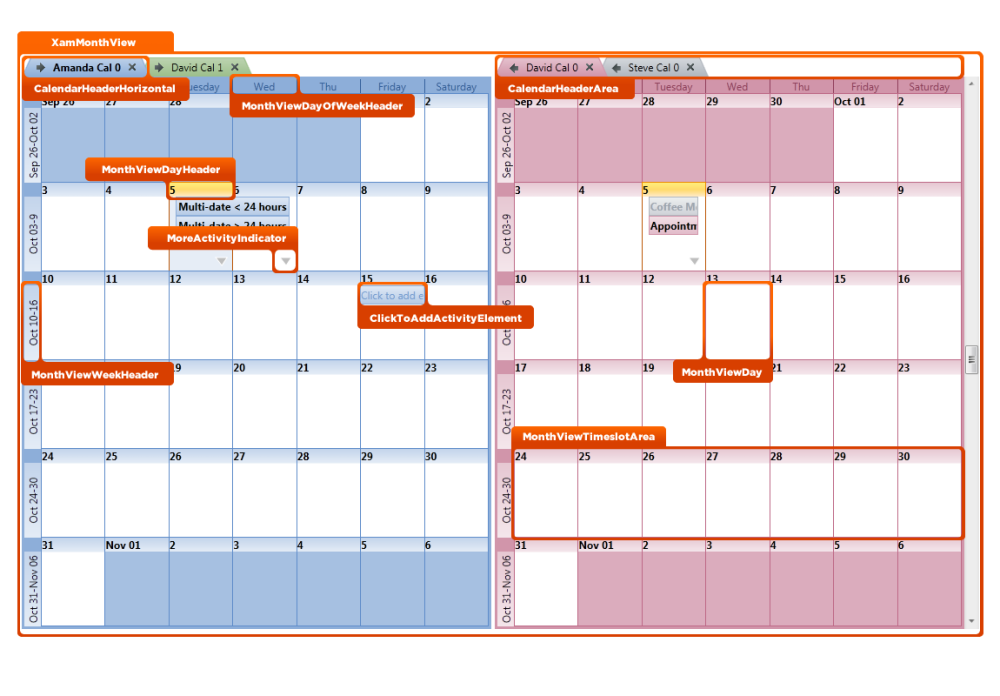 XamMonthView
Amanda Cal 0 David Cal 1 David Cal 0 Steve Cal 0
CalendarHeaderHorizontal
CalendarHeaderArea
Wed Thu Friday Saturday
Tuesday Wed Thu Friday Saturday
MonthViewDayOfWeekHeader
Sep 26 27 28 2
Sep 26 27 28 29 30 Oct 01 2
Sep 26-Oct 02
Sep 26-Oct 02
MonthViewDayHeader
3 4 5 6 7 8 9
3 4 5 6 7 8 9
Oct 03-9
Oct 03-9
Multi-date < 24 hours
Multi-date > 24 hours
Coffee M
Appointm
MoreActivityIndicator
10 11 12 13 14 15 16
10 11 12 13 14 15 16
Oct 10-16
Click to add e
ClickToAddActivityElement
MonthViewWeekHeader
MonthViewDay
19 20 21 22 23
17 18 19 21 22 23
Oct 17-23
Oct 17-23
MonthViewTimeslotArea
24 25 26 27 28 29 30
24 25 26 27 28 29 30
Oct 24-30
Oct 24-30
31 Nov 01 2 3 4 5 6
31 Nov 01 2 3 4 5 6
Oct 31-Nov 06
Oct 31-Nov 06